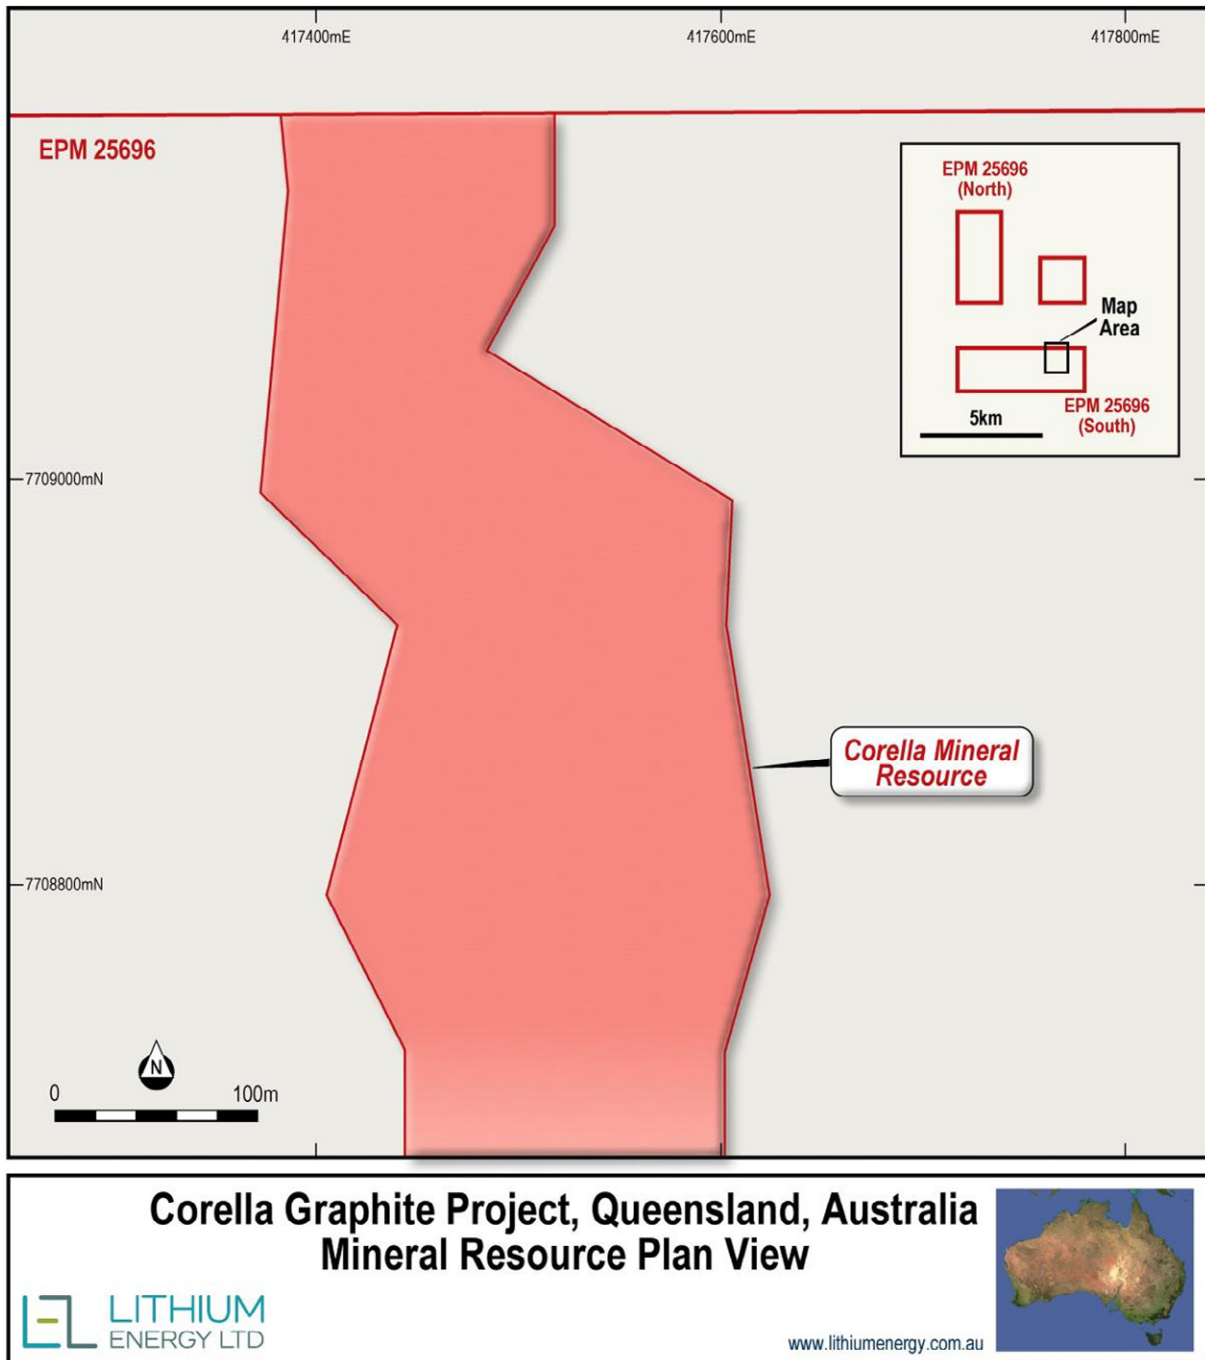 417400mE
417600mE
417800mE
EPM 25696
EPM 25696
(North)
Map
Area
EPM 25696
(South)
5km
7709000mN
Corella Mineral
Resource
7708800mN
N
0
100m
Corella Graphite Project, Queensland, Australia
Mineral Resource Plan View
LEL
LITHIUM
ENERGY LTD
www.lithiumenergy.com.au